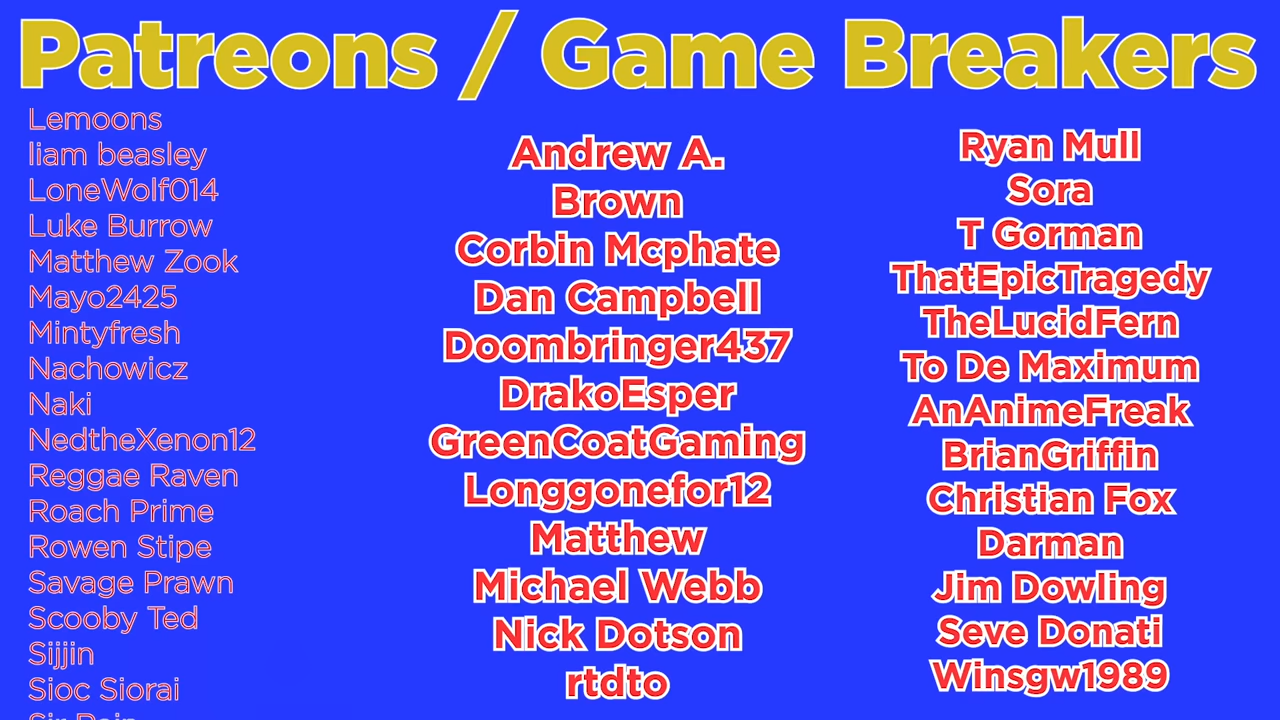 Patreons / Game Breakers
Lemoons
liam beasley
LoneWolf014
Luke Burrow
Matthew Zook
Mayo2425
Mintyfresh
Nachowicz
Naki
NedtheXenon12
Reggae Raven
Roach Prime
Rowen Stipe
Savage Prawn
Scooby Ted
Sijjin
Sioc Siorai
Andrew A.
Brown
Corbin Mcphate
Dan Campbell
Doombringer437
DrakoEsper
GreenCoatGaming
Longgonefor12
Matthew
Michael Webb
Nick Dotson
rtdto
Ryan Mull
Sora
T Gorman
ThatEpicTragedy
TheLucidFern
To De Maximum
AnAnimeFreak
BrianGriffin
Christian Fox
Darman
Jim Dowling
Seve Donati
Winsgw1989